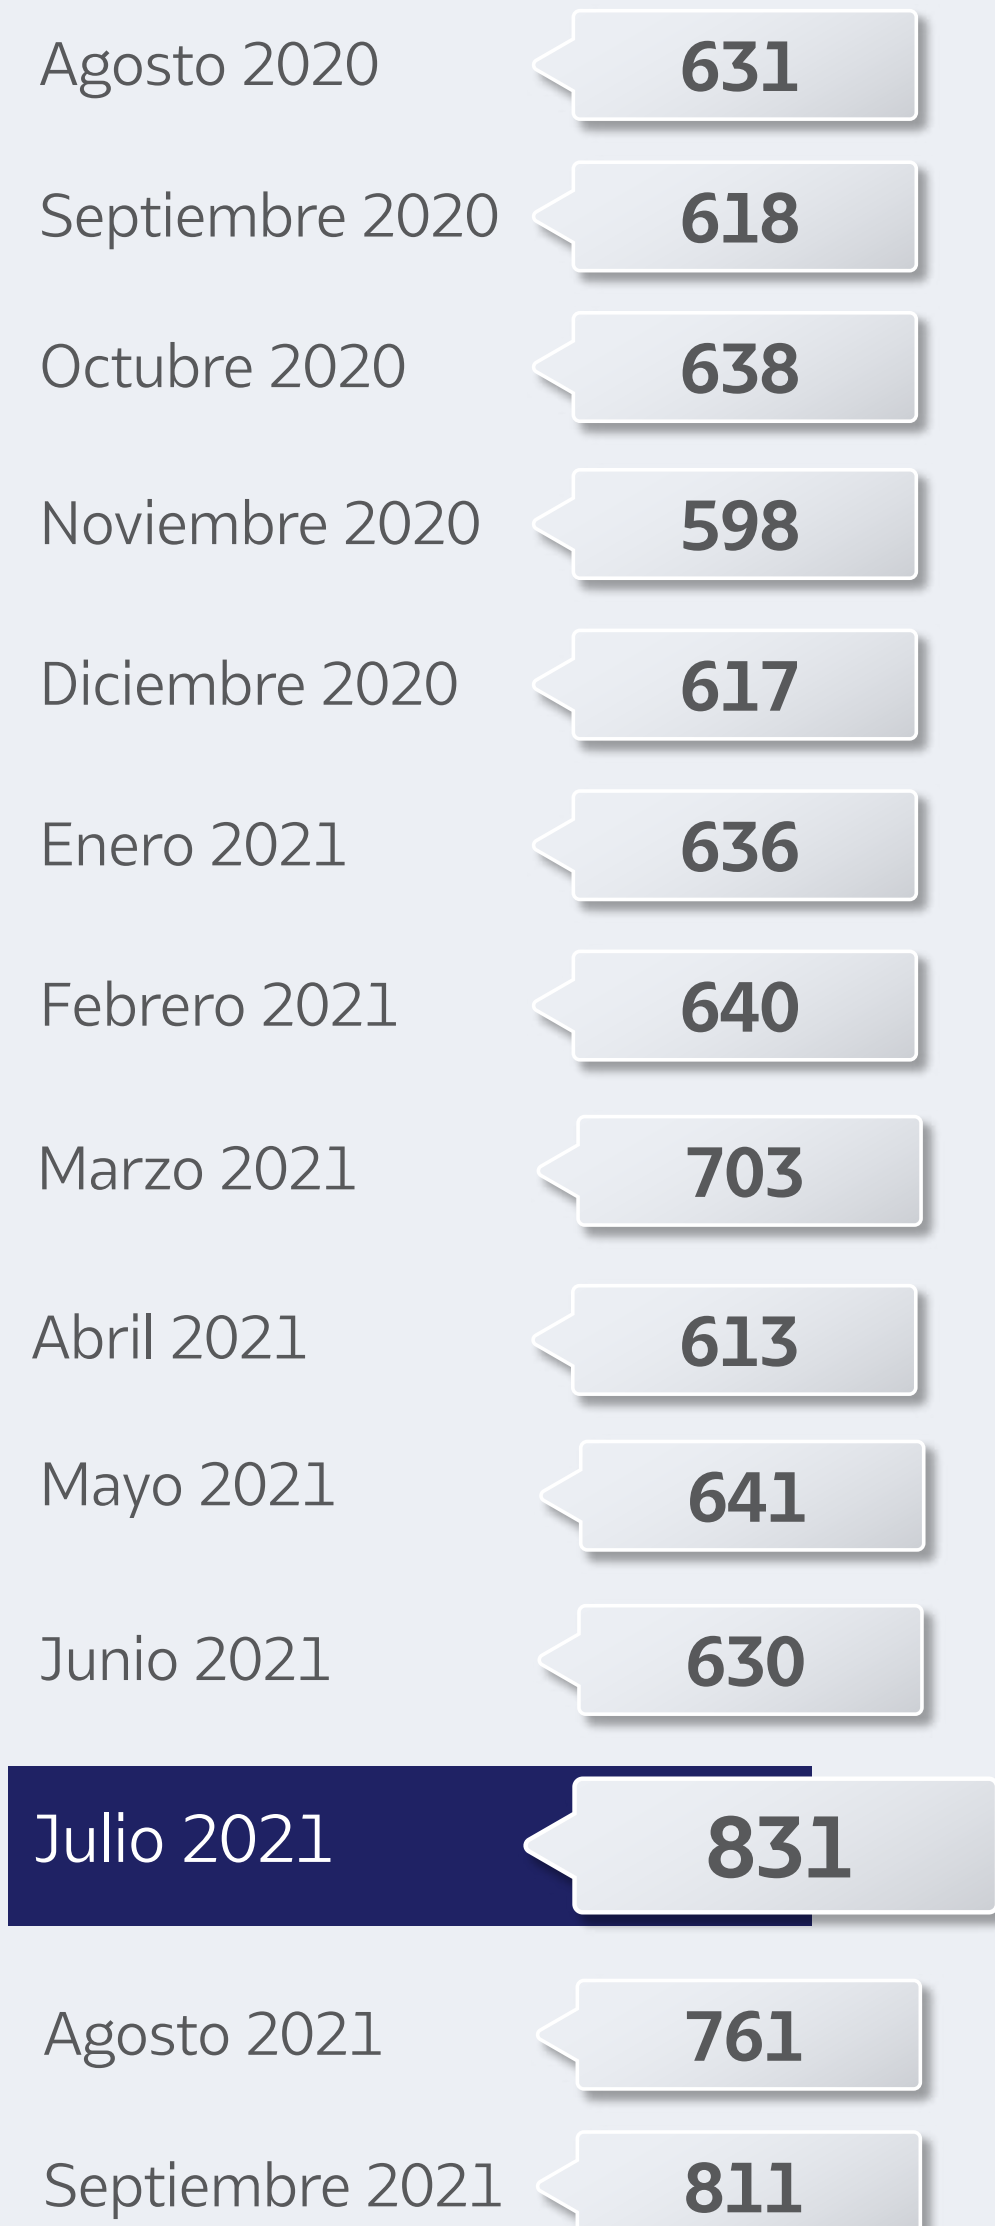 Agosto 2020 631
Septiembre 2020 618
Octubre 2020 638
Noviembre 2020 598
Diciembre 2020 617
Enero 2021 636
Febrero 2021 640
Marzo 2021 703
Abril 2021 613
Mayo 2021 641
Junio 2021 630
Julio 2021 831
Agosto 2021 761
Septiembre 2021 811